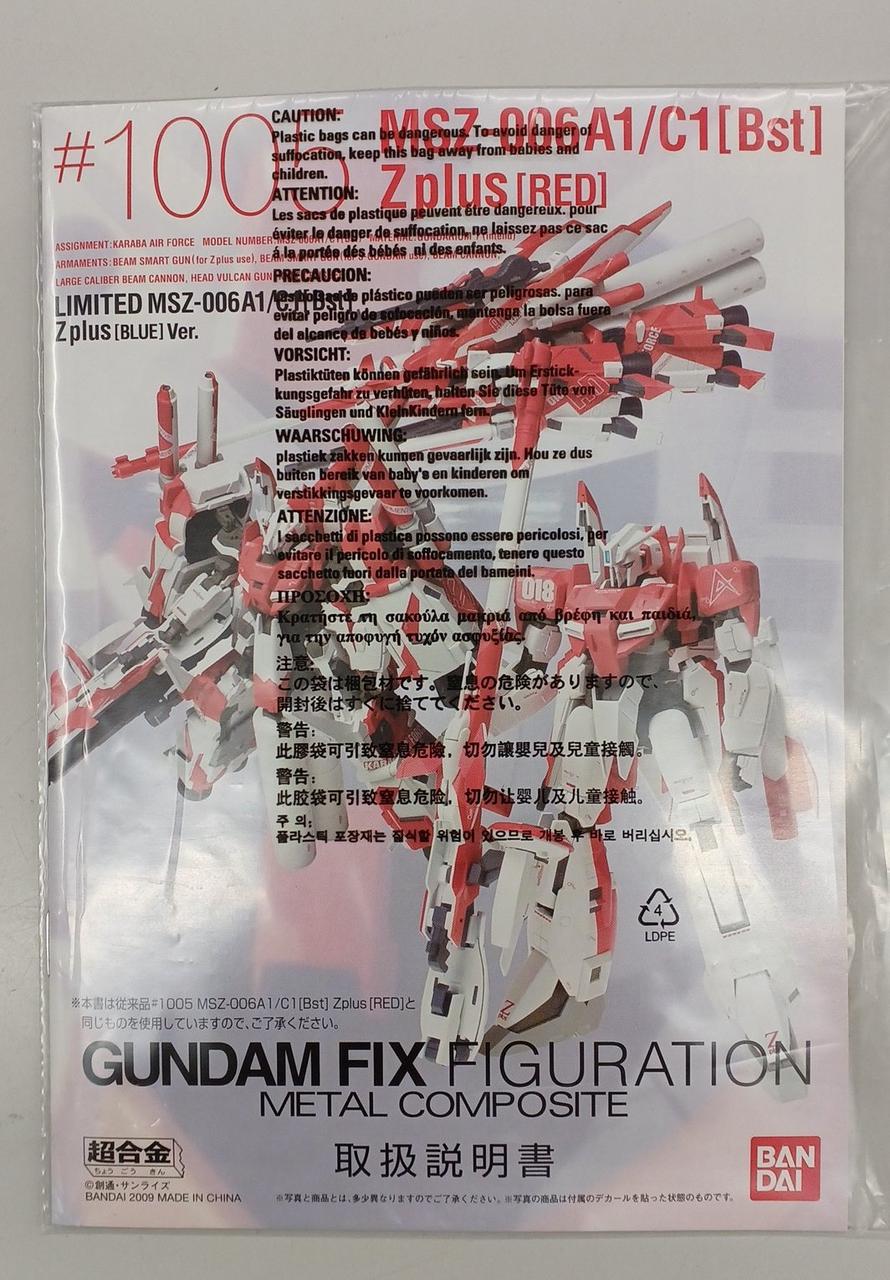 #1005
MSZ-006A1/C1[Bst]
Zplus[RED]
ASSIGNMENT:KARABA AIR FORCE MODEL NUMBER:MSZ-006A1/C1[Bst]
ARMAMENTS:BEAM SMART GUN(for Z plus use), BEAM SMART GUN
LARGE CALIBER BEAM CANNON, HEAD VULCAN GUN
LIMITED MSZ-006A1/C1[Bst]
Zplus[BLUE]Ver.
CAUTION:
Plastic bags can be dangerous. To avoid danger of
suffocation, keep this bag away from babies and
children.
ATTENTION:
Les sacs de plastique peuvent être dangereux. pour
éviter le danger de suffocation, ne laissez pas ce sac
á la portée dés bébés ni des enfants.
PRECAUCION:
Las bolsas de plástico pueden ser peligrosas. para
evitar peligro de sofocación, mantenga la bolsa fuera
del alcance de bebés y niños.
VORSICHT:
Plastiktüten können gefährlich sein. Um Erstick-
kungsgefahr zu verhüten, halten Sie diese Tüte von
Säuglingen und KleinKindern fern.
WAARSCHUWING:
plastiek zakken kunnen gevaarlijk zijn. Hou ze dus
buiten bereik van baby's en kinderen om
verstikkingsgevaar te voorkomen.
ATTENZIONE:
I sacchetti di plastica possono essere pericolosi, per
evitare il pericolo di soffocamento, tenere questo
sacchetto fuori dalla portata del bameini.
ΠΡΟΣΟΧΗ:
Κρατήστε τη σακούλα μακριά από βρέφη και παιδιά,
για την αποφυγή τυχόν ασφυξίας.
注意:
この袋は梱包材です。窒息の危険がありますので、
開封後はすぐに捨ててください。
警告:
此膠袋可引致窒息危險，切勿讓嬰兒及兒童接觸。
警告:
此胶袋可引致窒息危险，切勿让婴儿及儿童接触。
주 의:
플라스틱 포장재는 질식할 위험이 있으므로 개봉 후 바로 버리십시오.
018
4
LDPE
※本書は従来品#1005 MSZ-006A1/C1[Bst] Zplus[RED]と
同じものを使用していますので、ご了承ください。
GUNDAM FIX FIGURATION
METAL COMPOSITE
超合金
ちょう ごう きん
取扱説明書
BAN
DAI
©創通・サンライズ
BANDAI 2009 MADE IN CHINA
※写真と商品とは、多少異なりますのでご了承ください。※写真の商品は付属のデカールを貼った状態のものです。